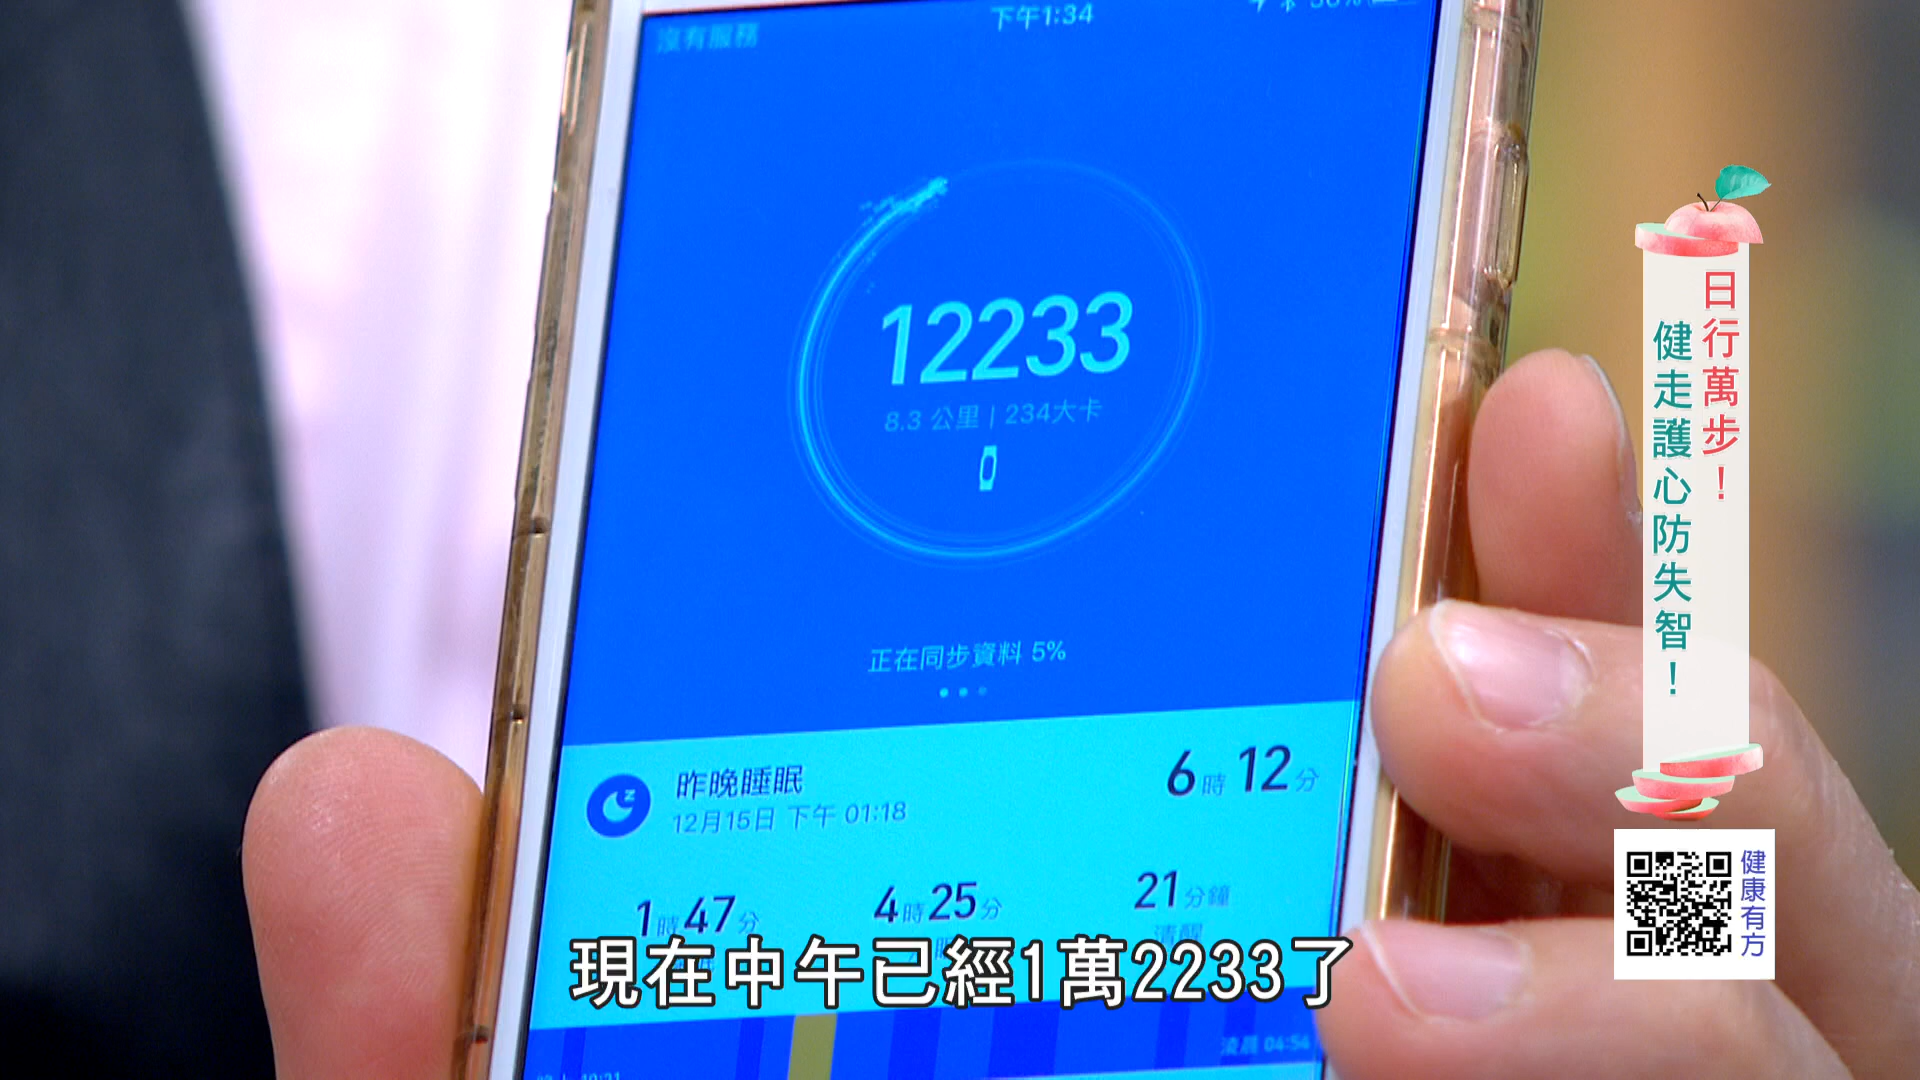 沒有服務
下午1:34
12233
8.3 公里 | 234大卡
正在同步資料 5%
昨晚睡眠
12月15日 下午 01:18
6時12分
1時47分
4時25分
21分鐘
清醒
凌晨 04:54
現在中午已經1萬2233了
日行萬步！
健走護心防失智！
健康有方